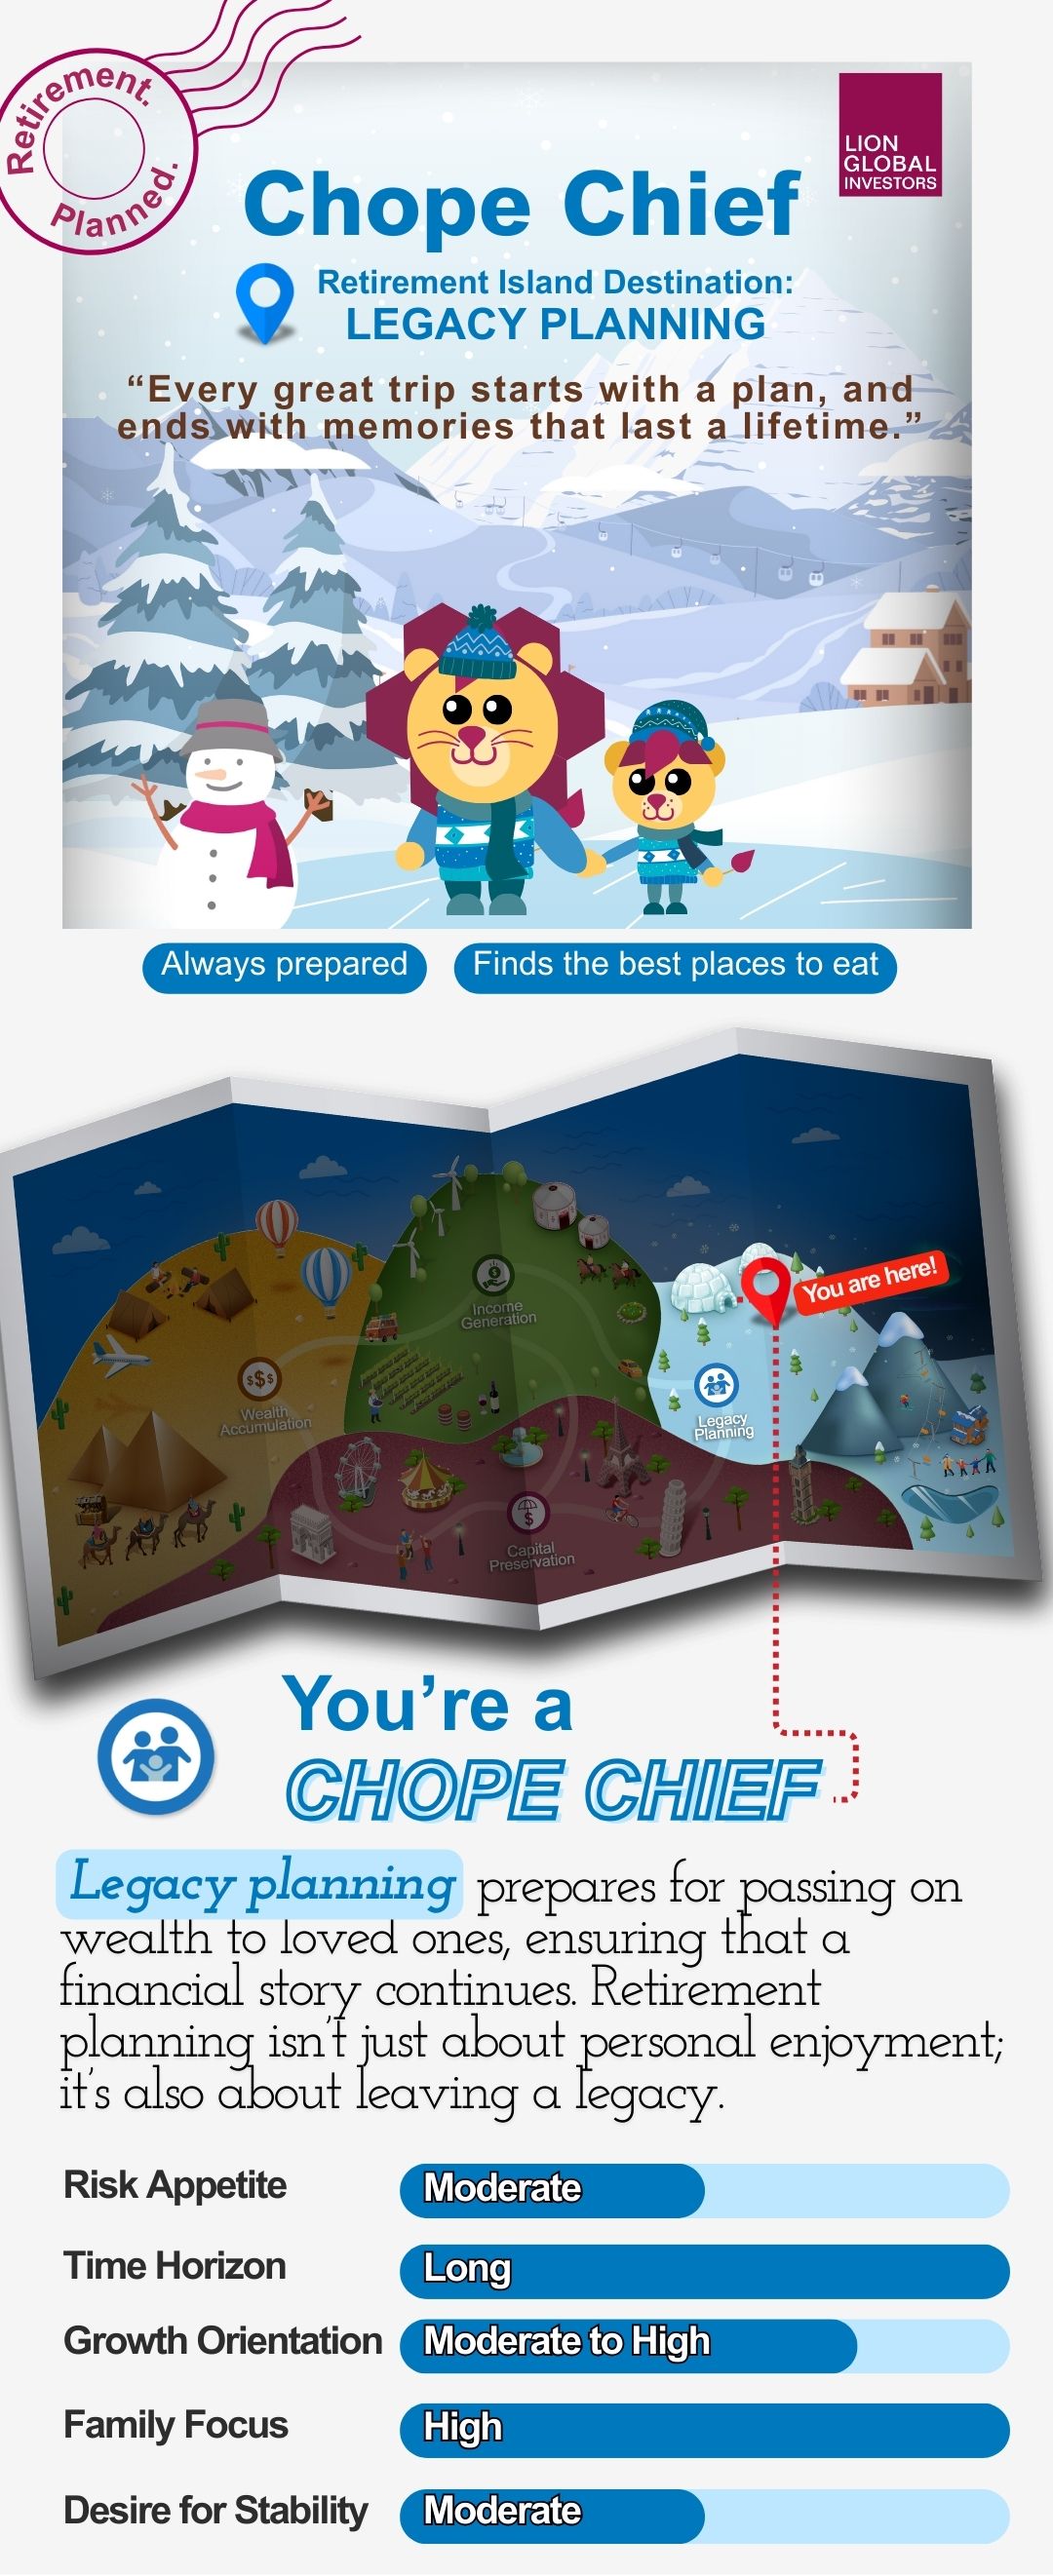 Retirement.
Planned.
LION
GLOBAL
INVESTORS
Chope Chief
Retirement Island Destination:
LEGACY PLANNING
“Every great trip starts with a plan, and
ends with memories that last a lifetime.”
Always prepared
Finds the best places to eat
You are here!
Income
Generation
$$$
Wealth
Accumulation
Legacy
Planning
$
Capital
Preservation
You’re a
CHOPE CHIEF
Legacy planning prepares for passing on
wealth to loved ones, ensuring that a
financial story continues. Retirement
planning isn’t just about personal enjoyment;
it’s also about leaving a legacy.
Risk Appetite
Moderate
Time Horizon
Long
Growth Orientation
Moderate to High
Family Focus
High
Desire for Stability
Moderate